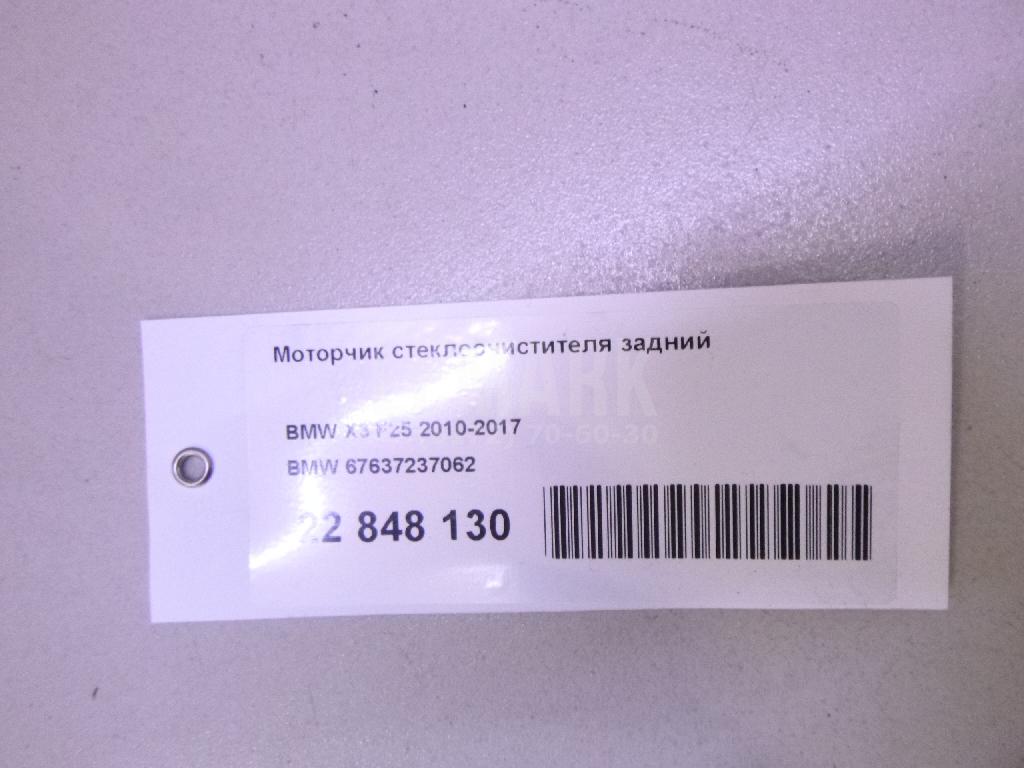 Моторчик стеклоочистителя задний
BMW X3 F25 2010-2017
BMW 67637237062
22 848 130